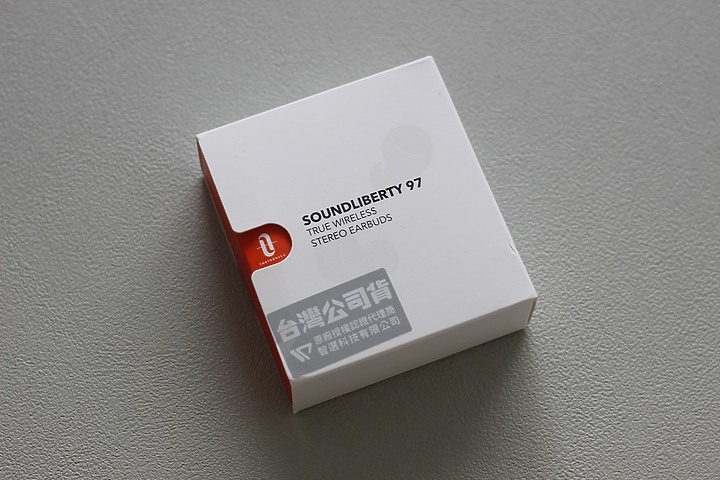 SOUNDLIBERTY 97
TRUE WIRELESS
STEREO EARBUDS
TAOTRONICS
台灣公司貨
原廠授權認證代理商
智選科技有限公司